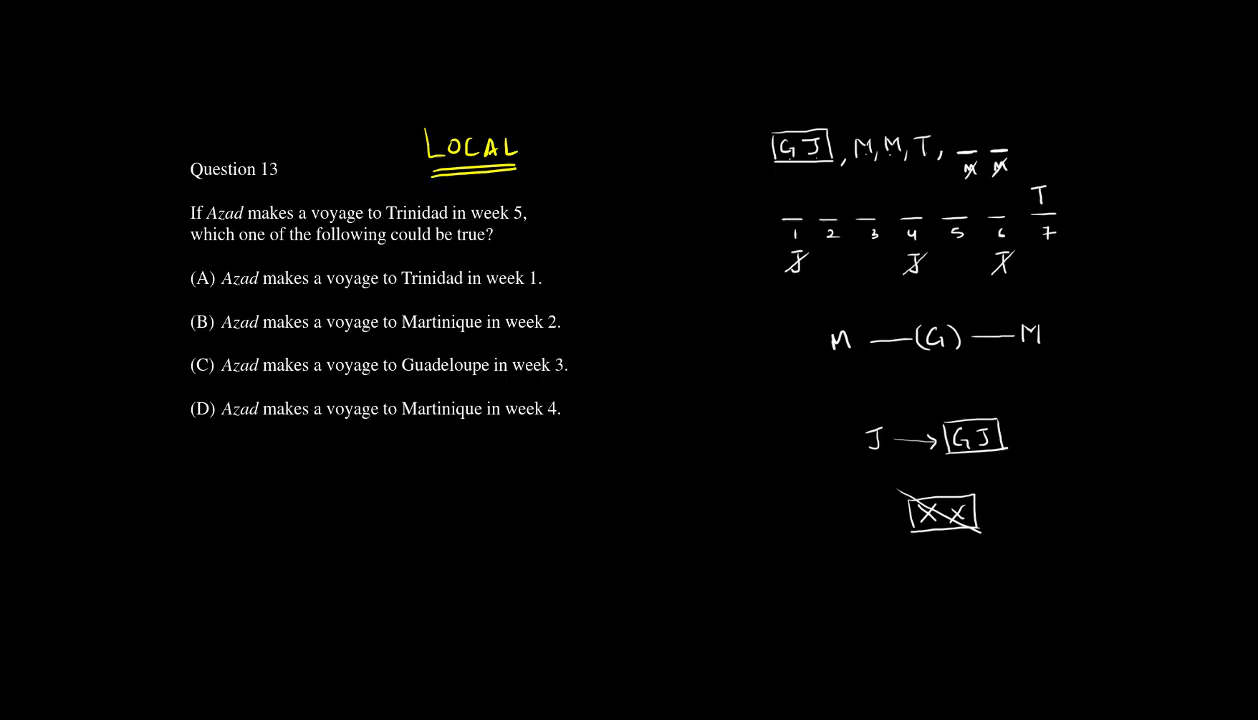 LOCAL
Question 13
If Azad makes a voyage to Trinidad in week 5,
which one of the following could be true?
(A) Azad makes a voyage to Trinidad in week 1.
(B) Azad makes a voyage to Martinique in week 2.
(C) Azad makes a voyage to Guadeloupe in week 3.
(D) Azad makes a voyage to Martinique in week 4.
GJ, M, M, T, _ _
M M
T
1 2 3 4 5 6 7
J J T
M — (G) — M
J → GJ
XX